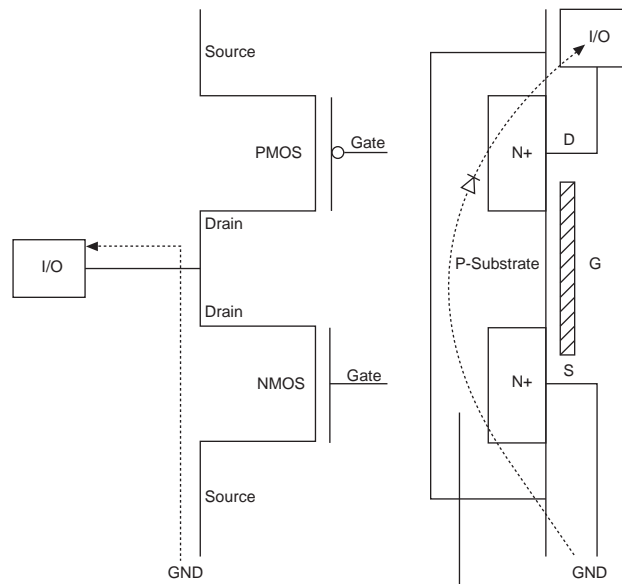 Source
PMOS
Gate
Drain
I/O
Drain
NMOS
Gate
Source
GND
I/O
D
N+
P-Substrate
G
S
N+
GND